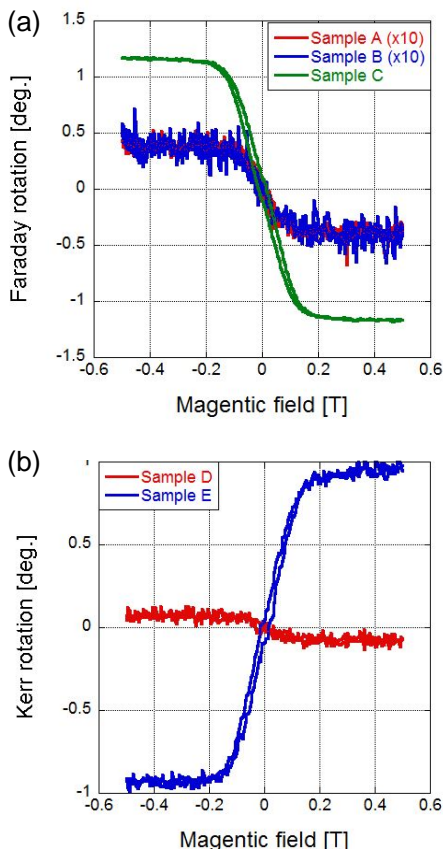 (a)
Sample A (x10)
Sample B (x10)
Sample C
Faraday rotation [deg.]
1.5
1
0.5
0
-0.5
-1
-1.5
-0.6 -0.4 -0.2 0 0.2 0.4 0.6
Magentic field [T]
(b)
Sample D
Sample E
Kerr rotation [deg.]
1
0.5
0
-0.5
-1
-0.6 -0.4 -0.2 0 0.2 0.4 0.6
Magentic field [T]